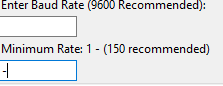 Enter Baud Rate (9600 Recommended):
Minimum Rate: 1 - (150 recommended)
-